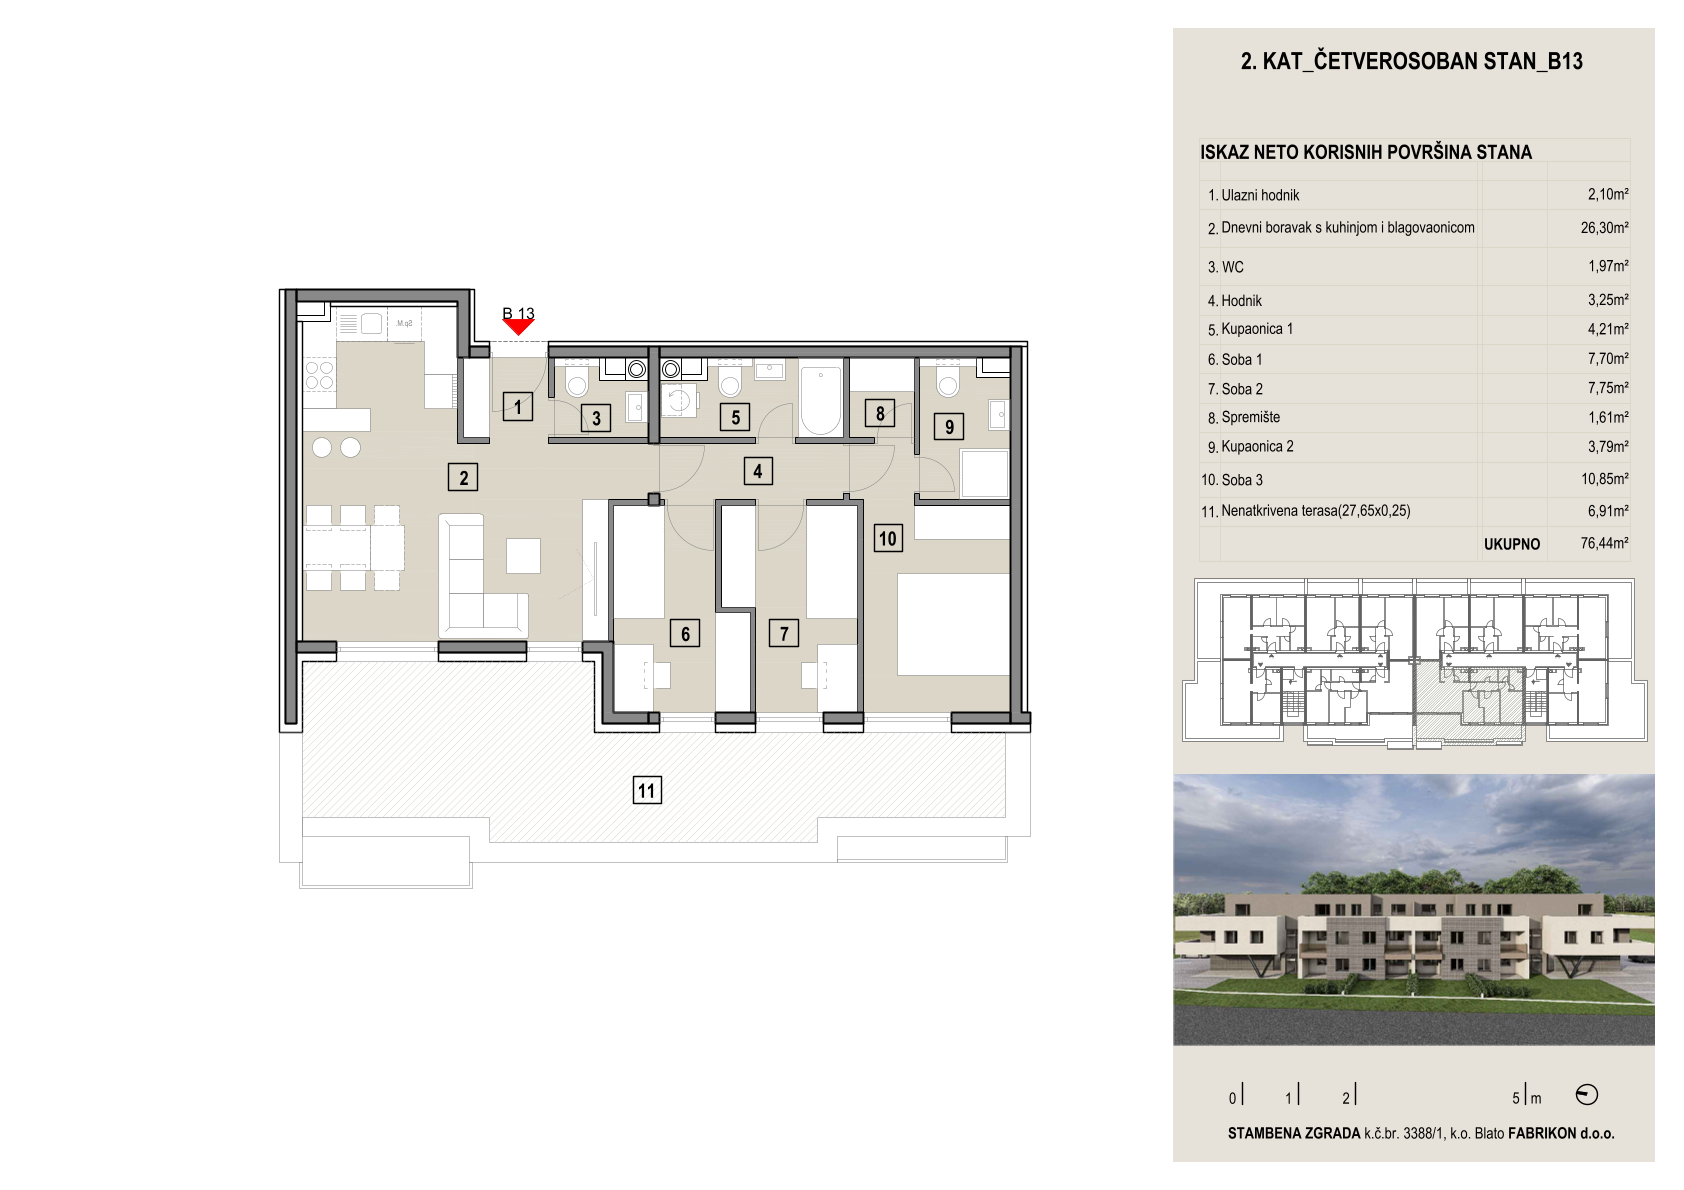 2. KAT_ČETVEROSOBAN STAN_B13
ISKAZ NETO KORISNIH POVRŠINA STANA
1. Ulazni hodnik 2,10m²
2. Dnevni boravak s kuhinjom i blagovaonicom 26,30m²
3. WC 1,97m²
4. Hodnik 3,25m²
5. Kupaonica 1 4,21m²
6. Soba 1 7,70m²
7. Soba 2 7,75m²
8. Spremište 1,61m²
9. Kupaonica 2 3,79m²
10. Soba 3 10,85m²
11. Nenatkrivena terasa(27,65x0,25) 6,91m²
UKUPNO 76,44m²
B 13
Sp.M.
1
3
5
8
9
2
4
10
6
7
11
0 1 2 5 m
STAMBENA ZGRADA k.č.br. 3388/1, k.o. Blato FABRIKON d.o.o.